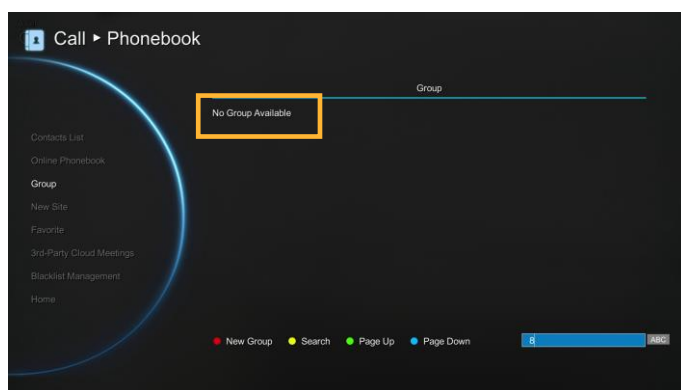 Call ▸ Phonebook
Group
No Group Available
Contacts List
Online Phonebook
Group
New Site
Favorite
3rd-Party Cloud Meetings
Blacklist Management
Home
New Group Search Page Up Page Down 8 ABC